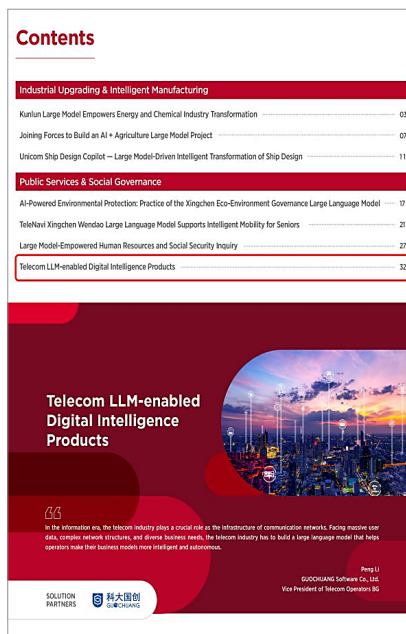 Contents
Industrial Upgrading & Intelligent Manufacturing
Kunlun Large Model Empowers Energy and Chemical Industry Transformation 03
Joining Forces to Build an AI + Agriculture Large Model Project 07
Unicom Ship Design Copilot — Large Model-Driven Intelligent Transformation of Ship Design 11
Public Services & Social Governance
AI-Powered Environmental Protection: Practice of the Xingchen Eco-Environment Governance Large Language Model 17
TeleNavi Xingchen Wendao Large Language Model Supports Intelligent Mobility for Seniors 21
Large Model-Empowered Human Resources and Social Security Inquiry 27
Telecom LLM-enabled Digital Intelligence Products 32
Telecom LLM-enabled
Digital Intelligence
Products
In the information era, the telecom industry plays a crucial role as the infrastructure of communication networks. Facing massive user
data, complex network structures, and diverse business needs, the telecom industry has to build a large language model that helps
operators make their business models more intelligent and autonomous.
Peng Li
GUOCHUANG Software Co., Ltd.
Vice President of Telecom Operators BG
SOLUTION
PARTNERS
科大国创
GUOCHUANG